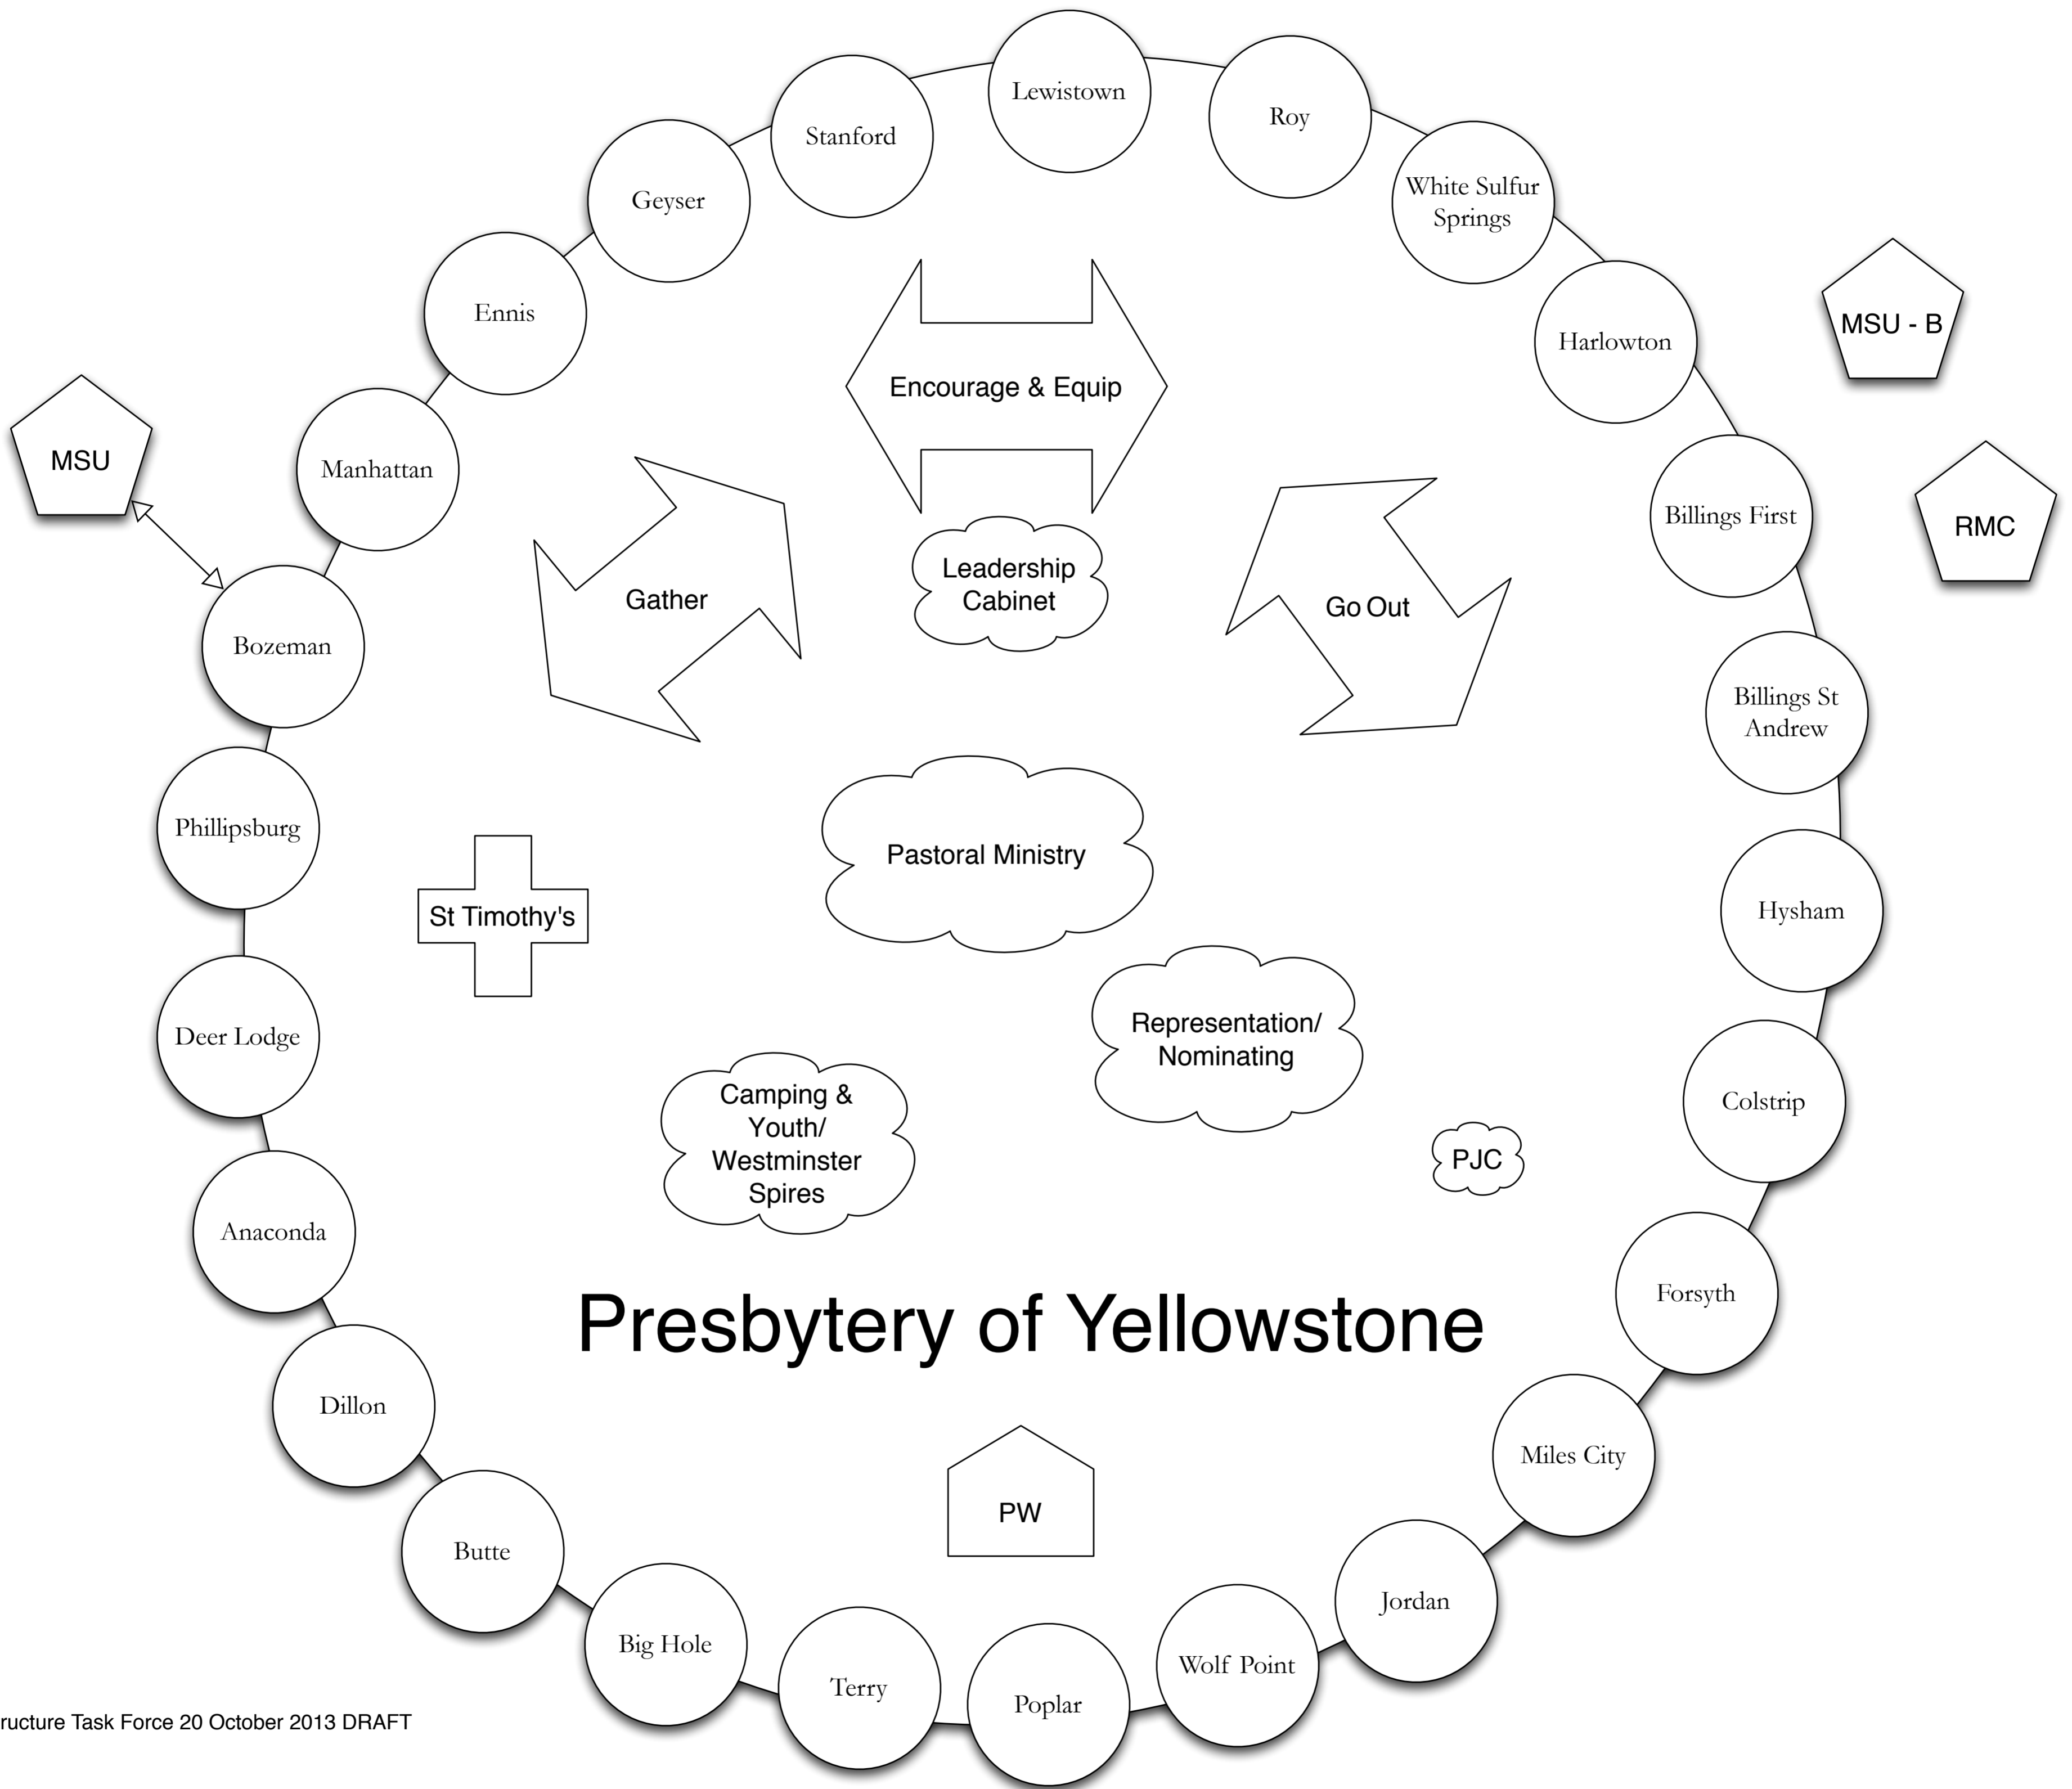 Lewistown
Roy
Stanford
White Sulfur
Springs
Geyser
Ennis
MSU - B
Harlowton
Encourage & Equip
MSU
Manhattan
Billings First
RMC
Leadership
Cabinet
Gather
Go Out
Bozeman
Billings St
Andrew
Phillipsburg
Pastoral Ministry
St Timothy's
Hysham
Representation/
Nominating
Deer Lodge
Camping &
Youth/
Westminster
Spires
Colstrip
PJC
Anaconda
Forsyth
Presbytery of Yellowstone
Dillon
Miles City
PW
Butte
Jordan
Big Hole
Wolf Point
Terry
Poplar
ructure Task Force 20 October 2013 DRAFT